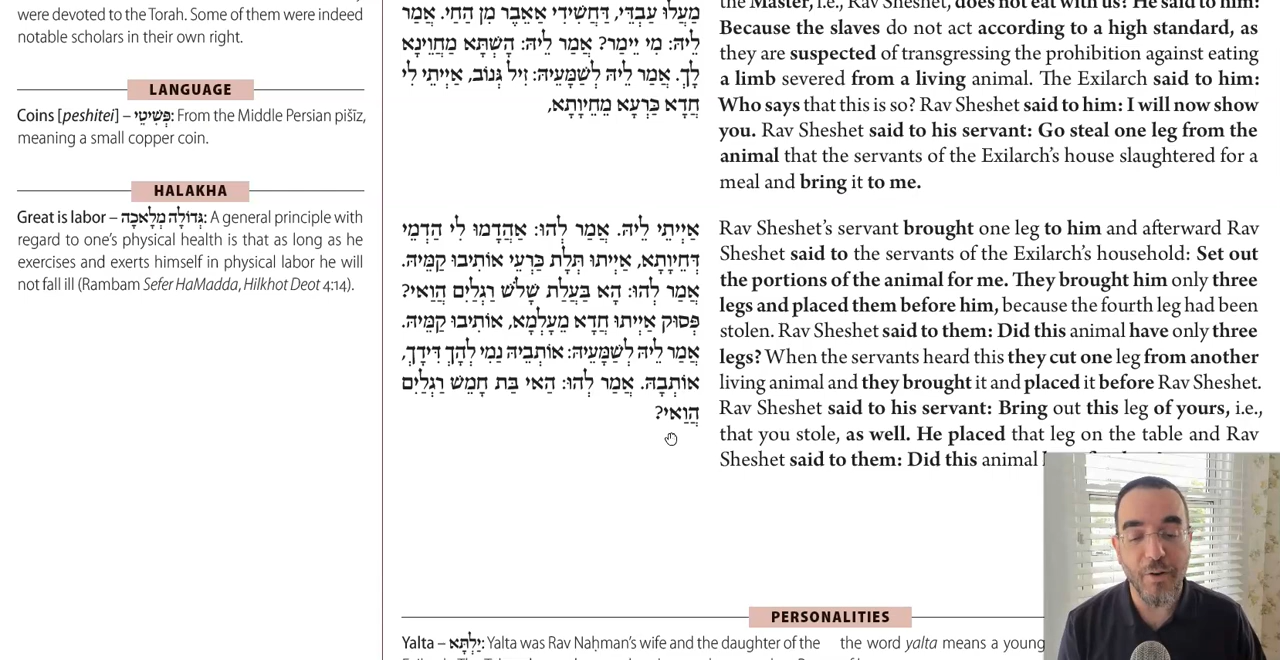 were devoted to the Torah. Some of them were indeed
notable scholars in their own right.
LANGUAGE
Coins [peshitei] – פְּשִׁיטֵי: From the Middle Persian pišīz,
meaning a small copper coin.
HALAKHA
Great is labor – גְּדוֹלָה מְלָאכָה: A general principle with
regard to one's physical health is that as long as he
exercises and exerts himself in physical labor he will
not fall ill (Rambam Sefer HaMadda, Hilkhot Deot 4:14).
מַעֲלוּ עַבְדֵּי, דַּחֲשִׁידִי אַאֵבֶר מִן הַחַי. אֲמַר
לֵיהּ: מִי יֵימַר? אֲמַר לֵיהּ: הָשְׁתָּא מַחֲוֵינָא
לָךְ. אֲמַר לֵיהּ לְשַׁמָּעֵיהּ: זִיל גְּנוֹב, אַיְיתִי לִי
חֲדָא כַּרְעָא מֵחֵיוָתָא,
אַיְיתִי לֵיהּ. אֲמַר לְהוּ: אַהֲדָמוּ לִי הַדְמֵי
דְּחֵיוָתָא, אַיְיתוּ תְּלָת כַּרְעֵי אוֹתִיבוּ קַמֵּיהּ.
אֲמַר לְהוּ: הָא בַּעֲלַת שָׁלֹשׁ רַגְלַיִם הֲוַאי?
פְּסוּק אַיְיתוּ חֲדָא מֵעָלְמָא, אוֹתִיבוּ קַמֵּיהּ.
אֲמַר לֵיהּ לְשַׁמָּעֵיהּ: אוֹתְבֵיהּ נַמִי לְהָךְ דִּידָךְ,
אוֹתְבָהּ. אֲמַר לְהוּ: הַאי בַּת חָמֵשׁ רַגְלַיִם
הֲוַאי?
the Master, i.e., Rav Sheshet, does not eat with us? He said to him:
Because the slaves do not act according to a high standard, as
they are suspected of transgressing the prohibition against eating
a limb severed from a living animal. The Exilarch said to him:
Who says that this is so? Rav Sheshet said to him: I will now show
you. Rav Sheshet said to his servant: Go steal one leg from the
animal that the servants of the Exilarch's house slaughtered for a
meal and bring it to me.
Rav Sheshet's servant brought one leg to him and afterward Rav
Sheshet said to the servants of the Exilarch's household: Set out
the portions of the animal for me. They brought him only three
legs and placed them before him, because the fourth leg had been
stolen. Rav Sheshet said to them: Did this animal have only three
legs? When the servants heard this they cut one leg from another
living animal and they brought it and placed it before Rav Sheshet.
Rav Sheshet said to his servant: Bring out this leg of yours, i.e.,
that you stole, as well. He placed that leg on the table and Rav
Sheshet said to them: Did this animal
PERSONALITIES
Yalta – יַלְתָּא: Yalta was Rav Naḥman's wife and the daughter of the
the word yalta means a young